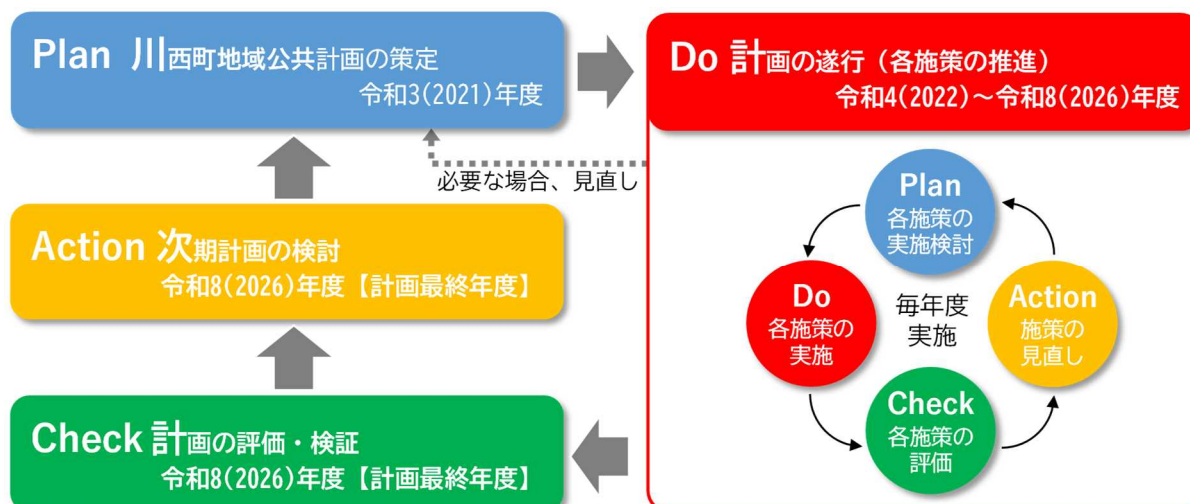 Plan 川西町地域公共計画の策定
令和3(2021)年度
Do 計画の遂行（各施策の推進）
令和4(2022)～令和8(2026)年度
必要な場合、見直し
Action 次期計画の検討
令和8(2026)年度【計画最終年度】
Check 計画の評価・検証
令和8(2026)年度【計画最終年度】
Plan
各施策の
実施検討
Do
各施策の
実施
毎年度
実施
Action
施策の
見直し
Check
各施策の
評価